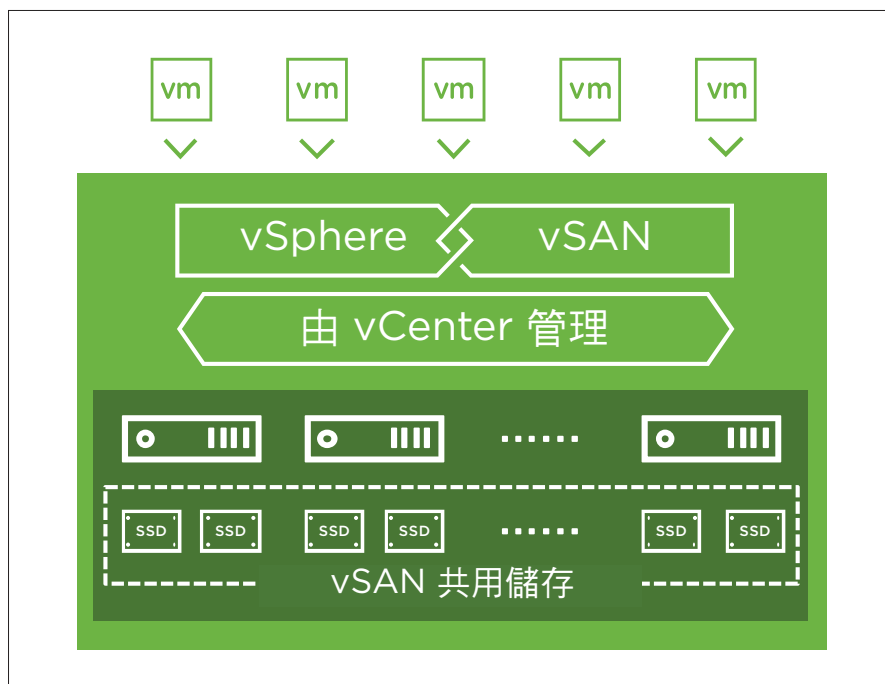 vm vm vm vm vm
vSphere vSAN
由 vCenter 管理
......
SSD SSD SSD SSD ...... SSD SSD
vSAN 共用儲存